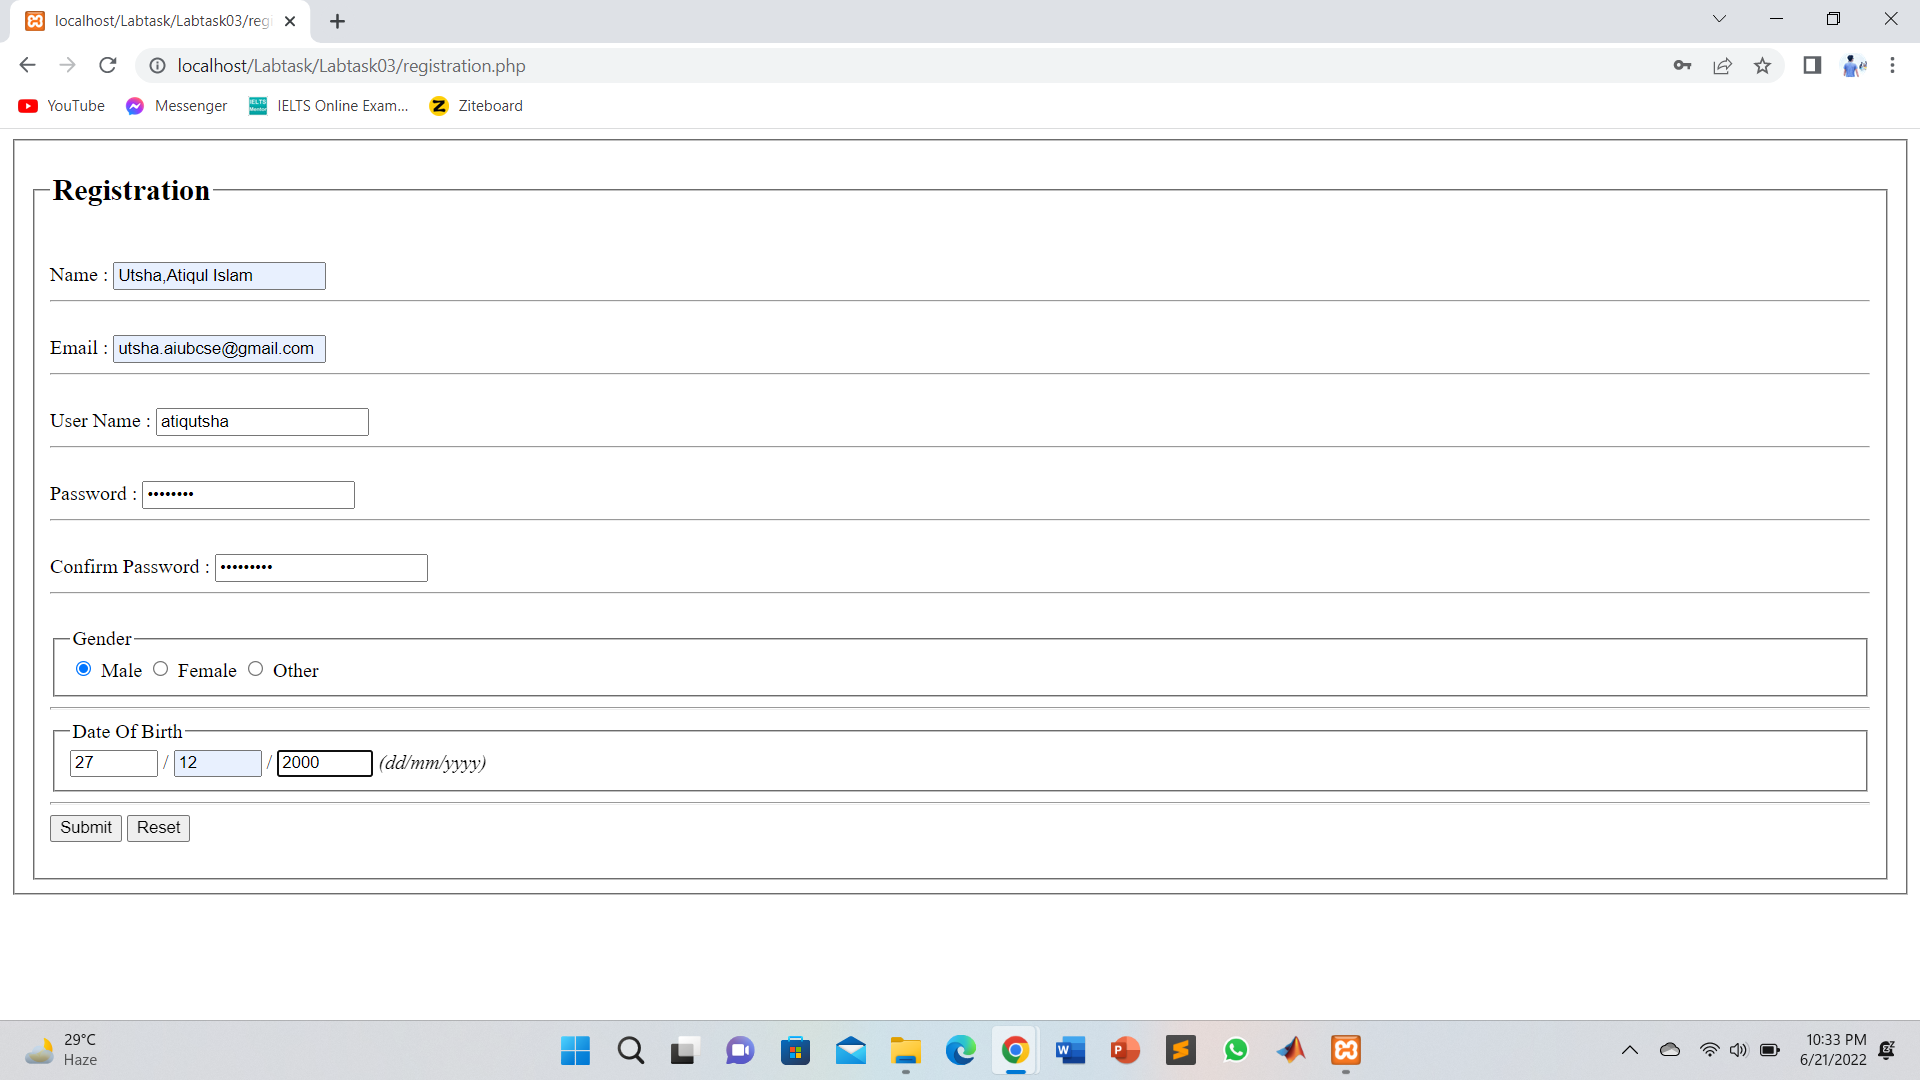 localhost/Labtask/Labtask03/regi
localhost/Labtask/Labtask03/registration.php
YouTube Messenger IELTS Online Exam... Ziteboard
Registration
Name : Utsha,Atiqul Islam
Email : utsha.aiubcse@gmail.com
User Name : atiqutsha
Password : ••••••••
Confirm Password : •••••••••
Gender
Male Female Other
Date Of Birth
27 / 12 / 2000 (dd/mm/yyyy)
Submit Reset
29°C
Haze
10:33 PM
6/21/2022